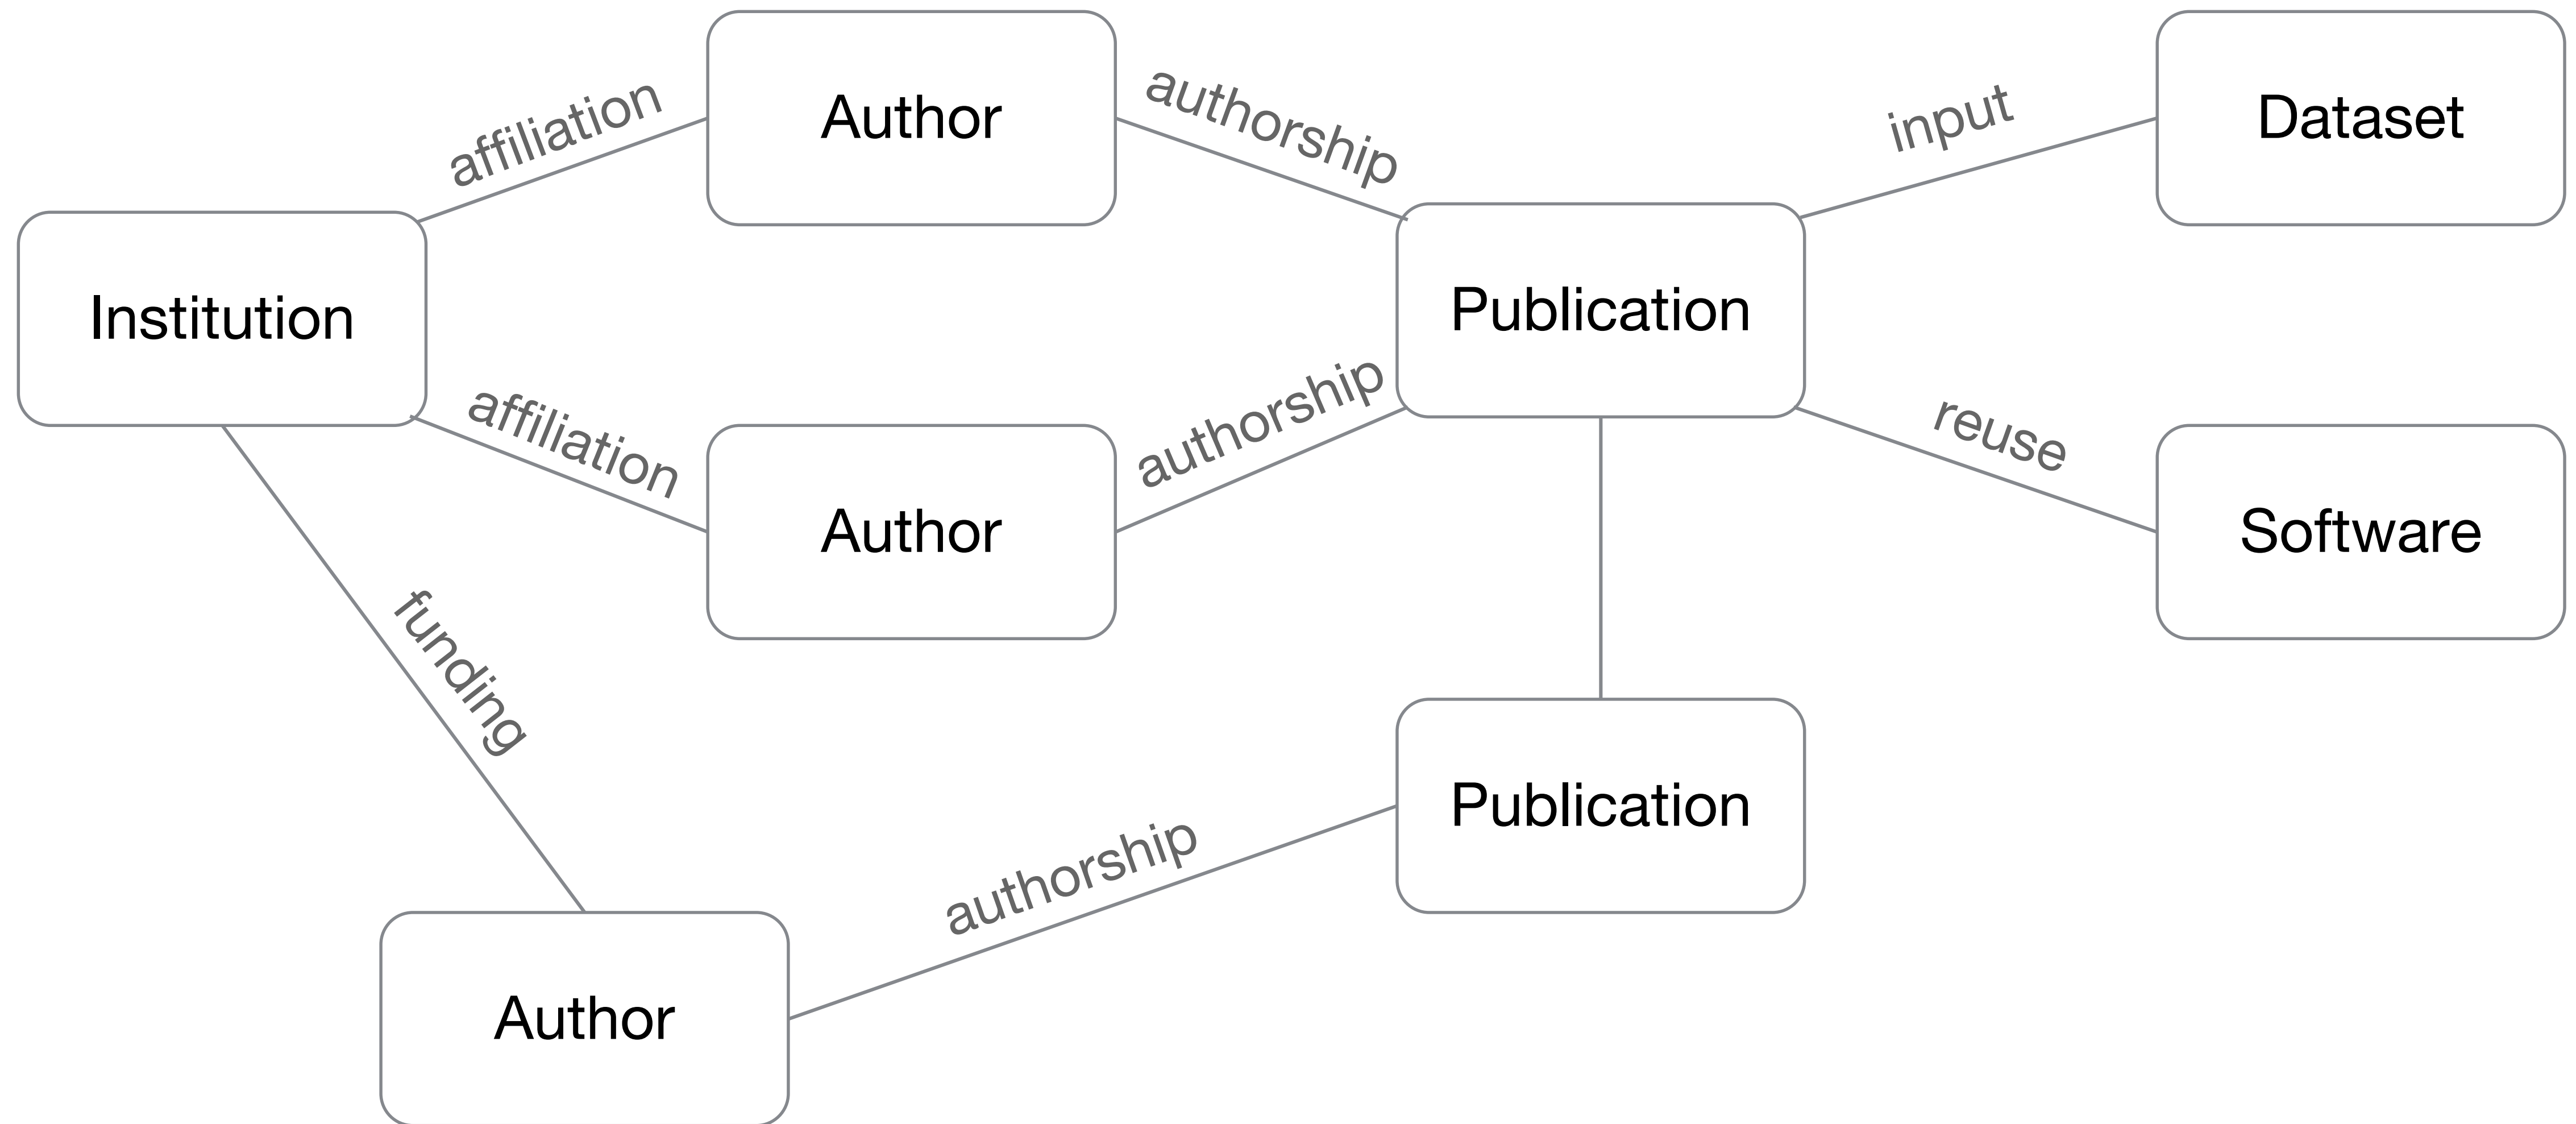 Author
Dataset
affiliation
authorship
input
Institution
Publication
affiliation
authorship
reuse
Author
Software
funding
Publication
authorship
Author